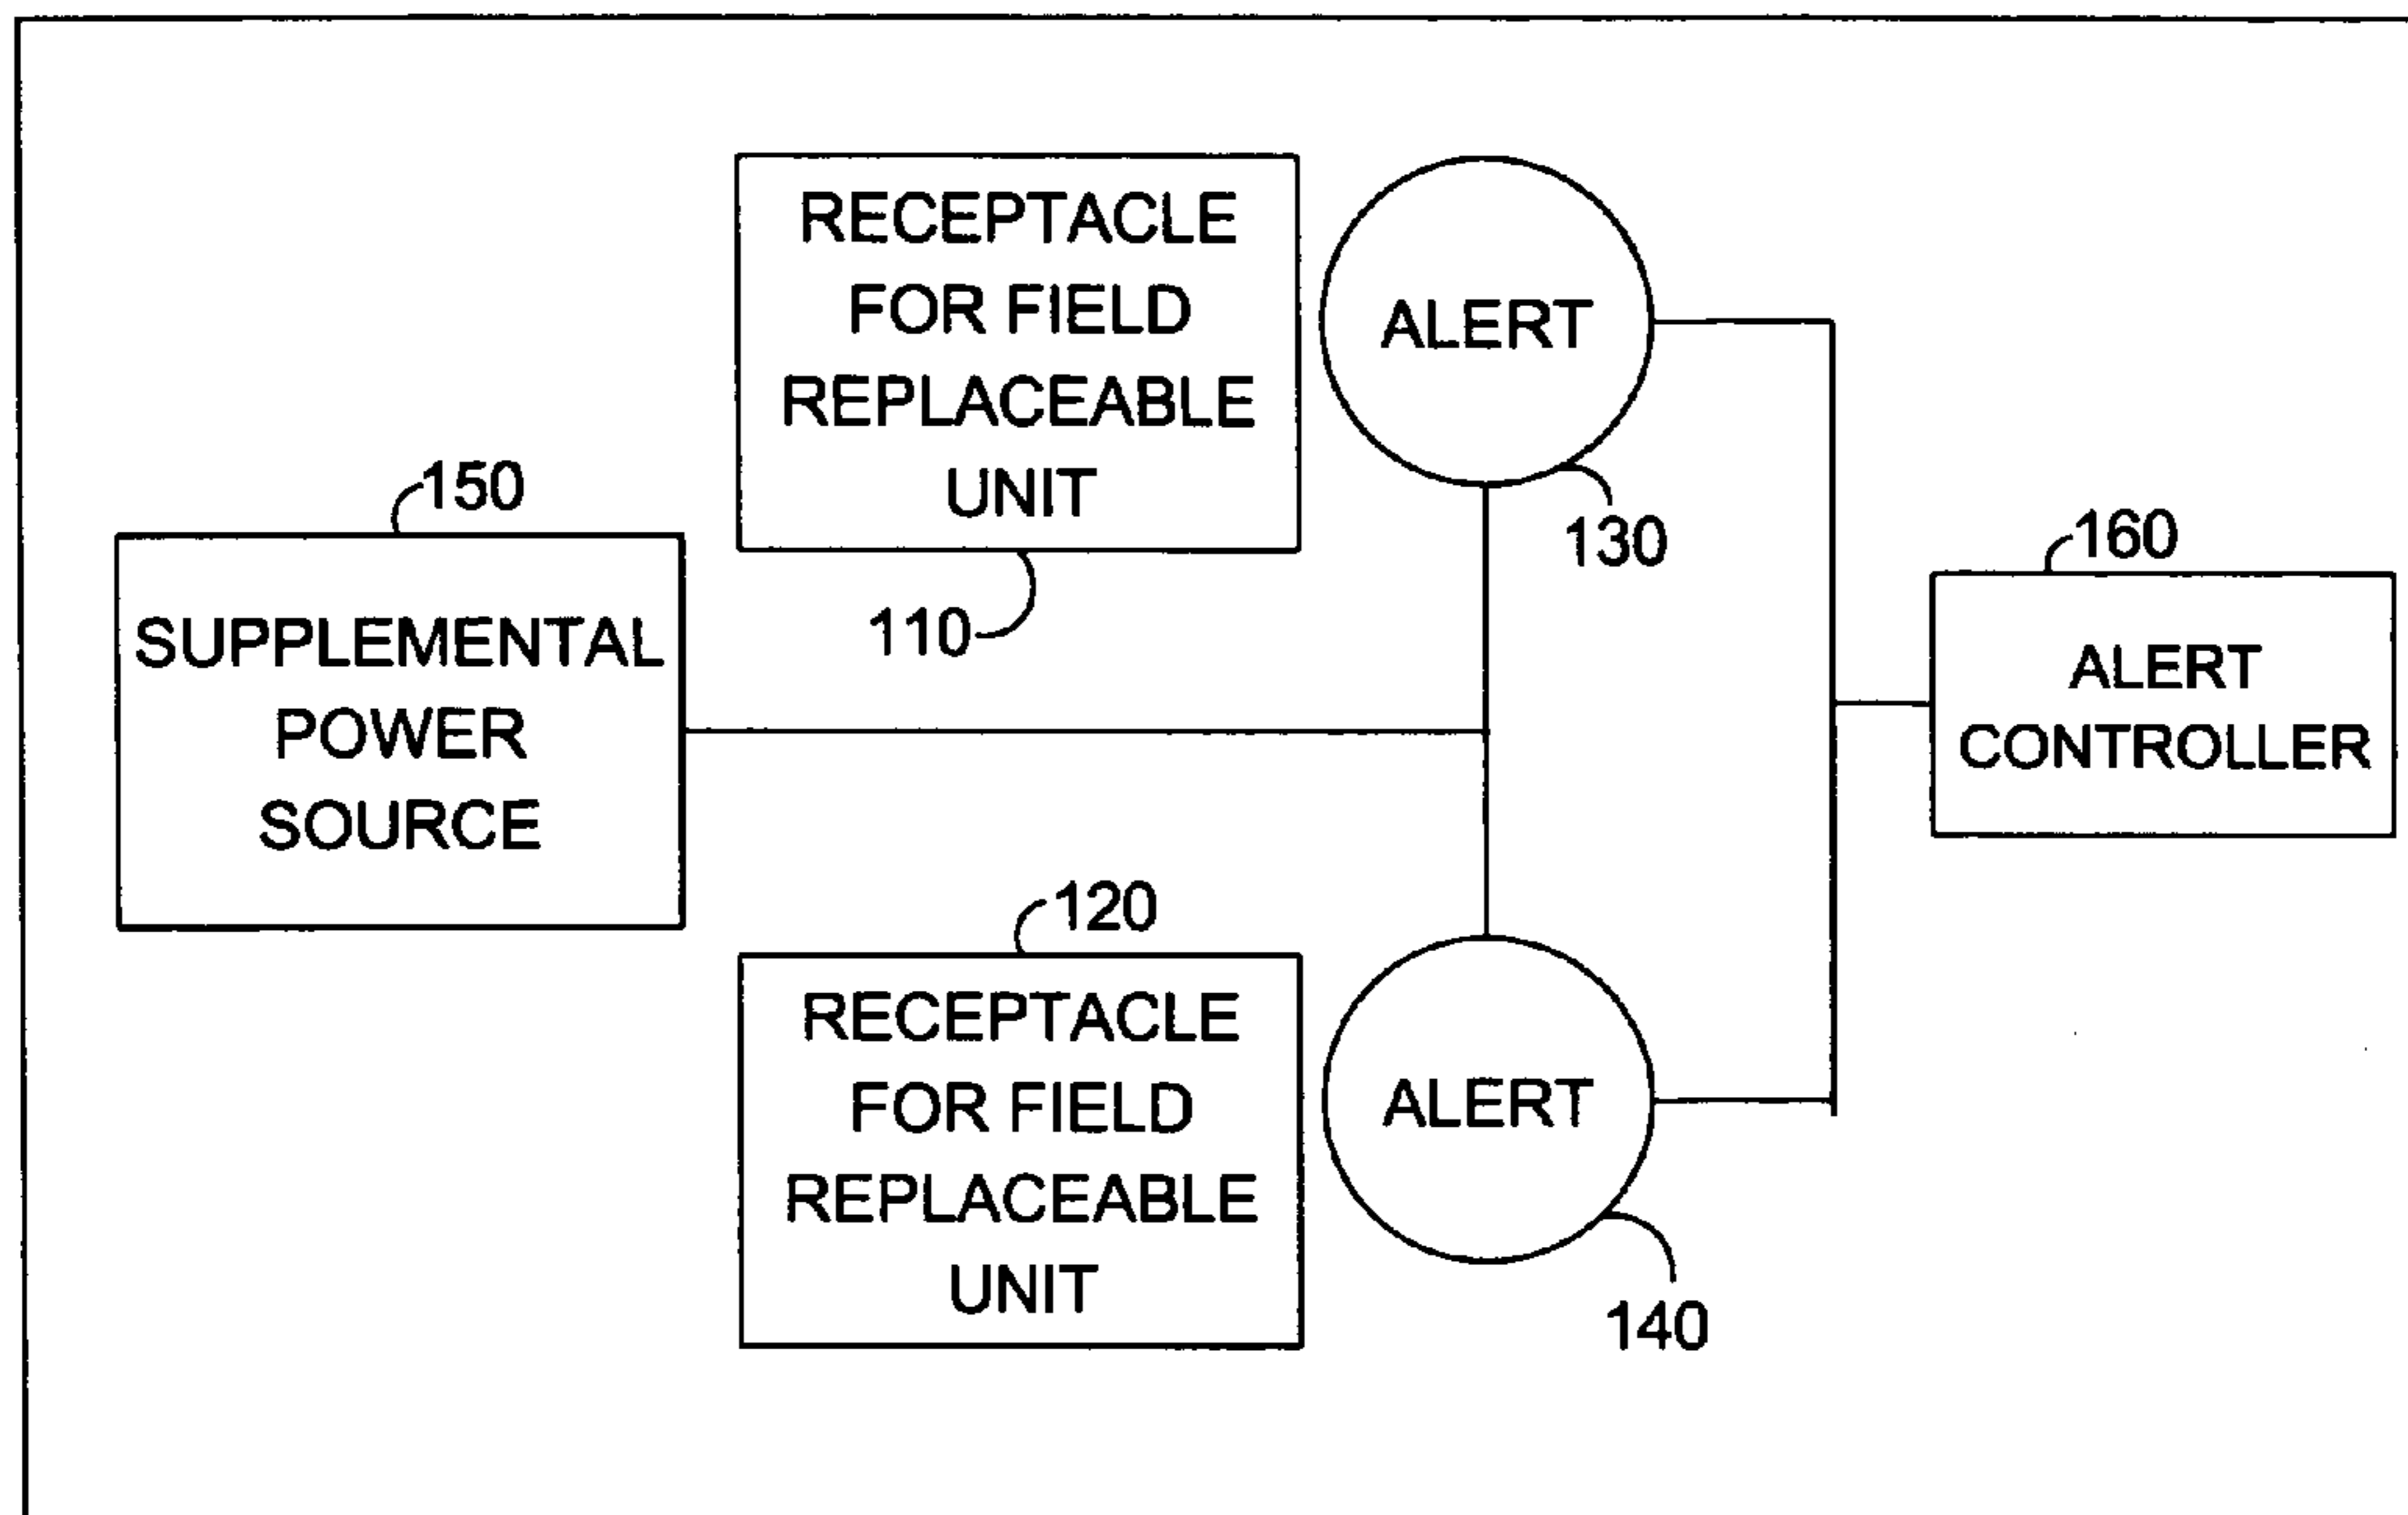 RECEPTACLE
FOR FIELD
REPLACEABLE
UNIT
110
ALERT
130
150
SUPPLEMENTAL
POWER
SOURCE
160
ALERT
CONTROLLER
120
RECEPTACLE
FOR FIELD
REPLACEABLE
UNIT
ALERT
140